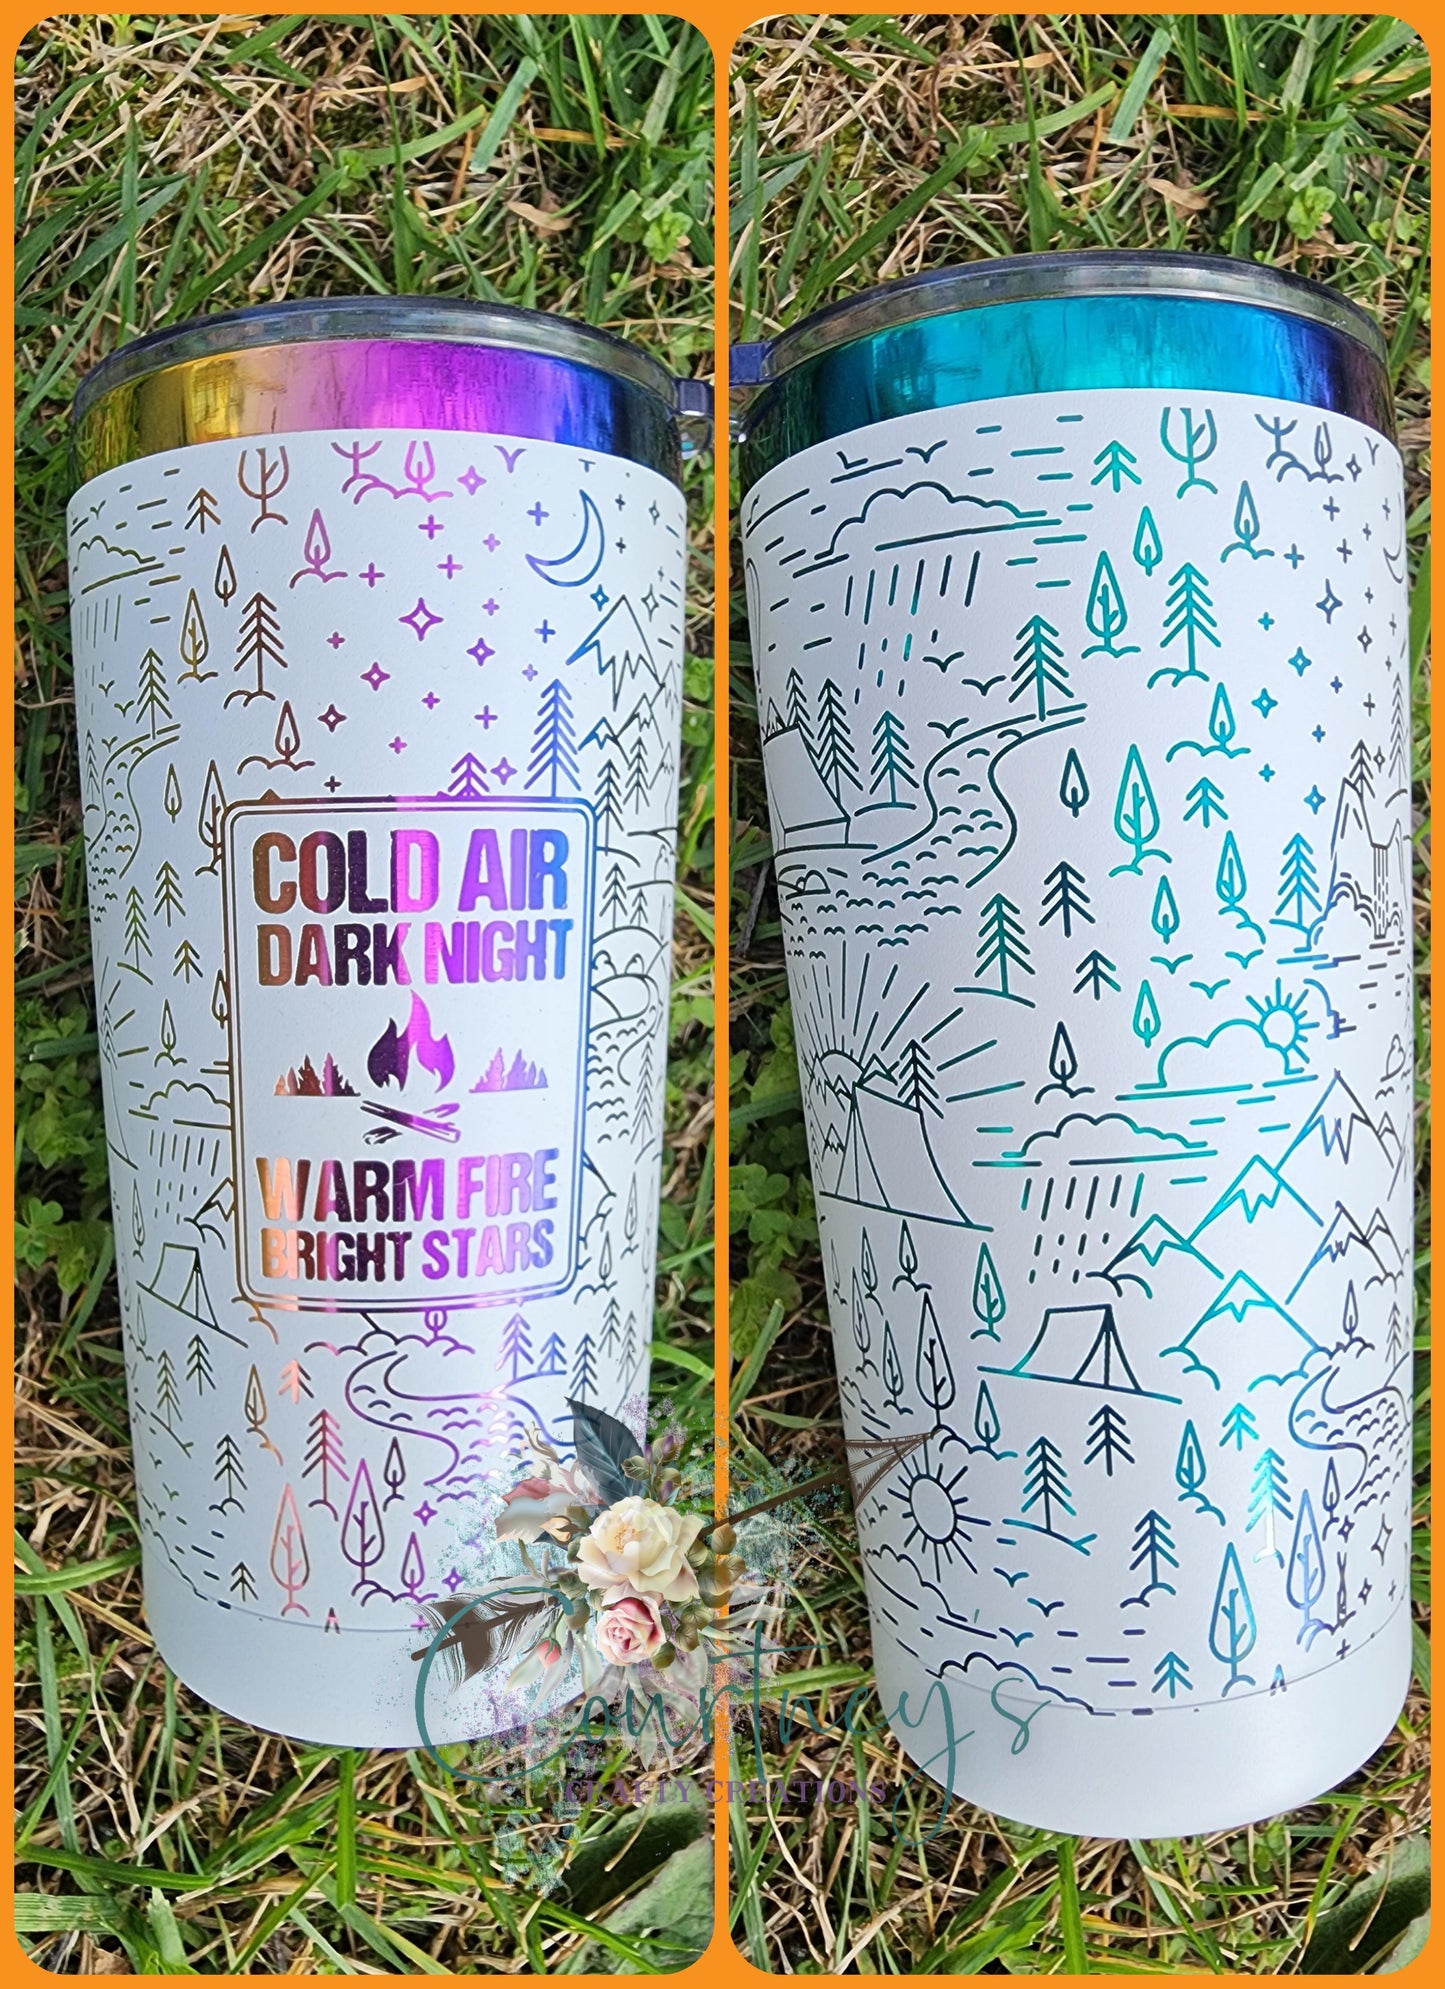 COLD AIR
DARK NIGHT
WARM FIRE
BRIGHT STARS
Courtney's
CRAFTY CREATIONS